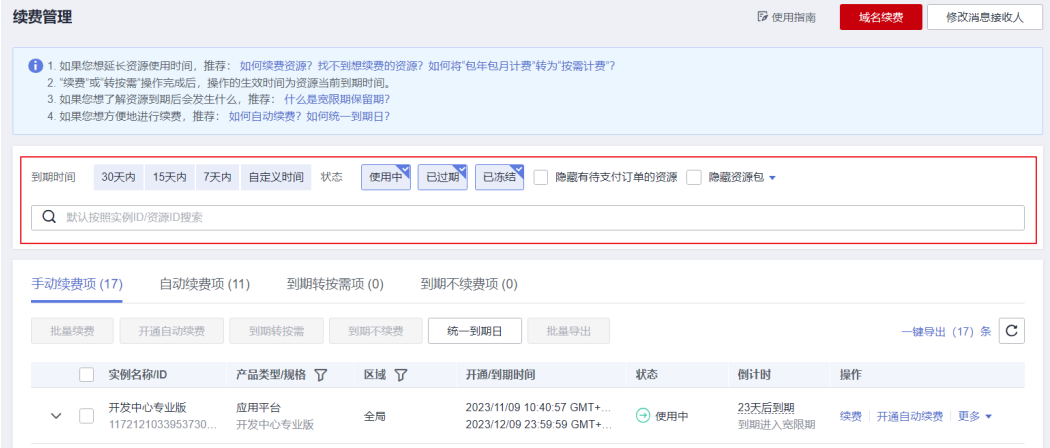 续费管理
使用指南
域名续费
修改消息接收人
1. 如果您想延长资源使用时间，推荐： 如何续费资源？找不到想续费的资源？如何将“包年包月计费”转为“按需计费”？
2. “续费”或“转按需”操作完成后，操作的生效时间为资源当前到期时间。
3. 如果您想了解资源到期后会发生什么，推荐： 什么是宽限期保留期？
4. 如果您想方便地进行续费，推荐： 如何自动续费？如何统一到期日？
到期时间 30天内 15天内 7天内 自定义时间 状态 使用中 已过期 已冻结 隐藏有待支付订单的资源 隐藏资源包
默认按照实例ID/资源ID搜索
手动续费项 (17) 自动续费项 (11) 到期转按需项 (0) 到期不续费项 (0)
批量续费 开通自动续费 到期转按需 到期不续费 统一到期日 批量导出 一键导出（17）条
实例名称/ID 产品类型/规格 区域 开通/到期时间 状态 倒计时 操作
开发中心专业版 应用平台 全局 2023/11/09 10:40:57 GMT+... 使用中 23天后到期 续费 开通自动续费 更多
1172121033953730... 开发中心专业版 2023/12/09 23:59:59 GMT+... 到期进入宽限期